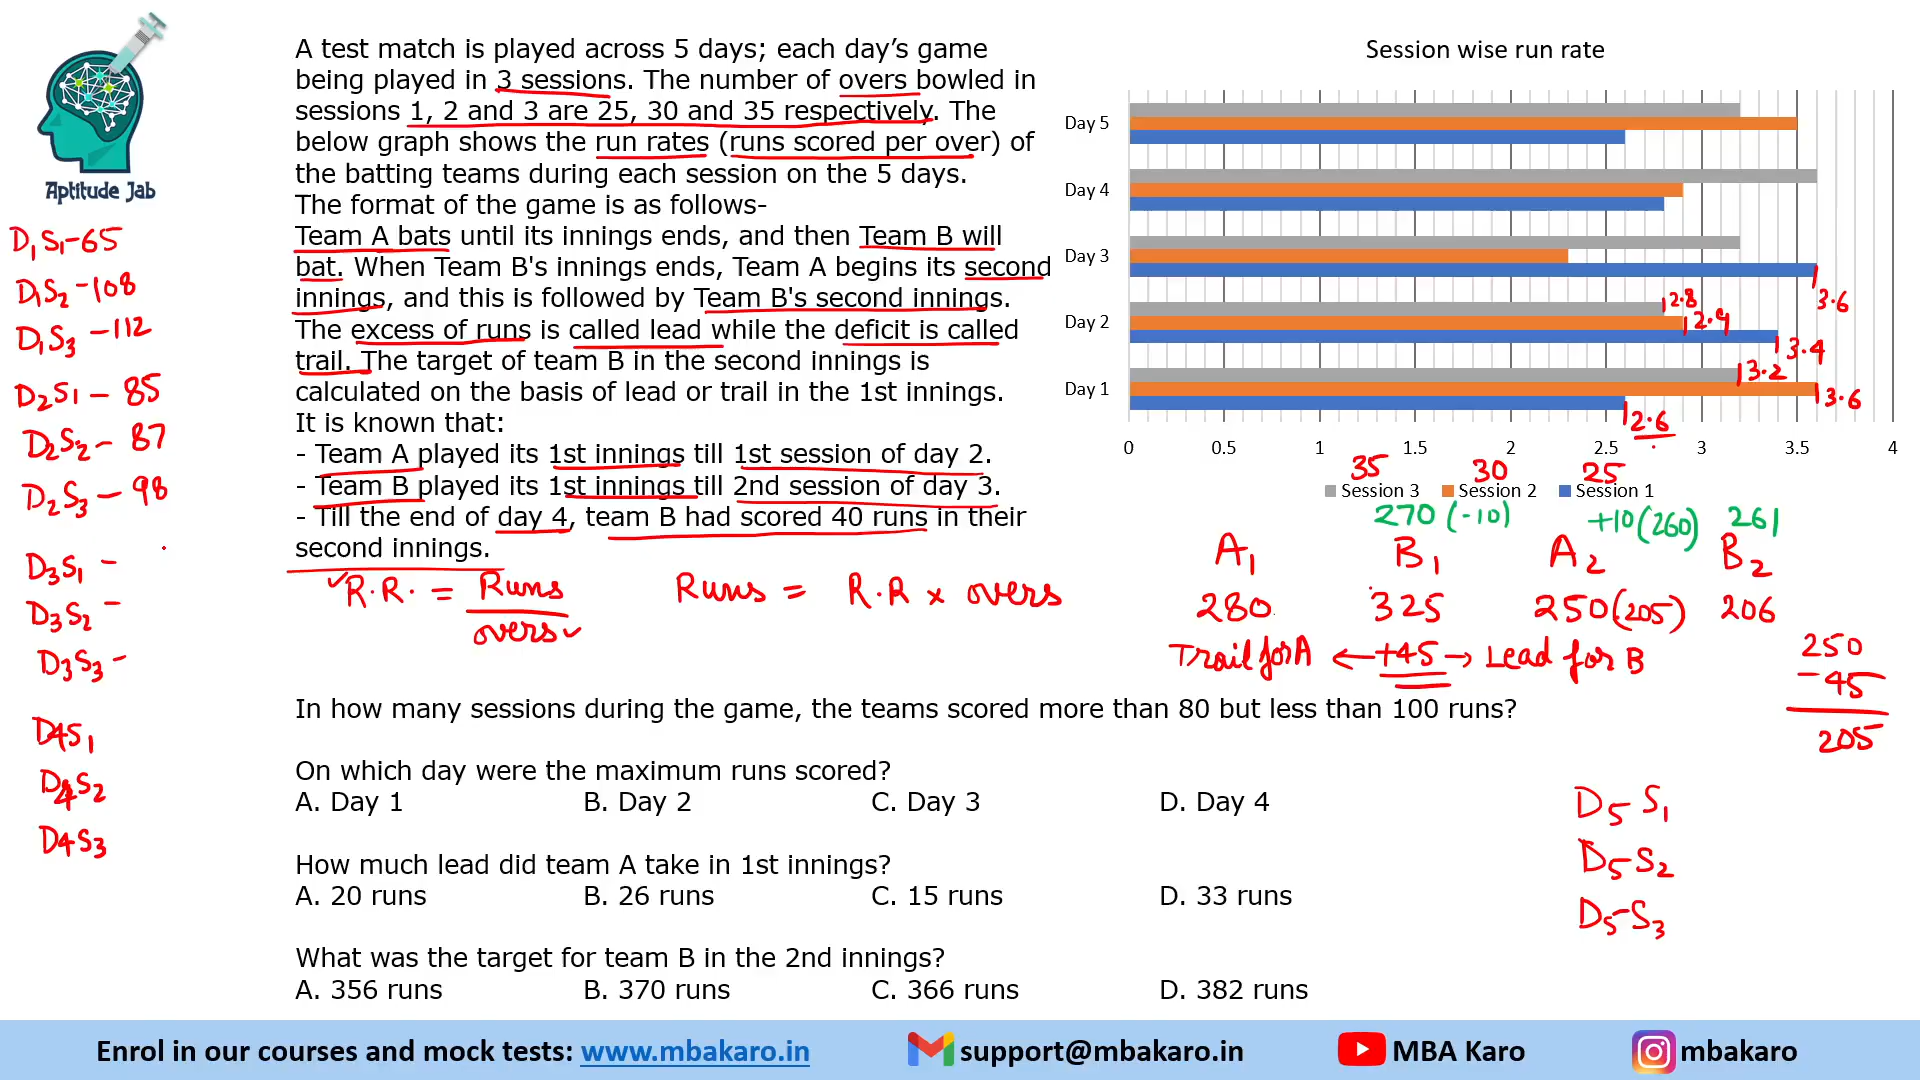 Aptitude Jab
A test match is played across 5 days; each day's game
being played in 3 sessions. The number of overs bowled in
sessions 1, 2 and 3 are 25, 30 and 35 respectively. The
below graph shows the run rates (runs scored per over) of
the batting teams during each session on the 5 days.
The format of the game is as follows-
Team A bats until its innings ends, and then Team B will
bat. When Team B's innings ends, Team A begins its second
innings, and this is followed by Team B's second innings.
The excess of runs is called lead while the deficit is called
trail. The target of team B in the second innings is
calculated on the basis of lead or trail in the 1st innings.
It is known that:
- Team A played its 1st innings till 1st session of day 2.
- Team B played its 1st innings till 2nd session of day 3.
- Till the end of day 4, team B had scored 40 runs in their
second innings.
Session wise run rate
Day 5
Day 4
Day 3
3.6
2.8
Day 2
2.9
3.4
3.2
Day 1
3.6
2.6
0 0.5 1 1.5 2 2.5 3 3.5 4
35 30 25
Session 3 Session 2 Session 1
270 (-10) +10 (260) 261
A1 B1 A2 B2
280 325 250 (205) 206
Trail for A ← +45 → Lead for B
250
-45
205
D1S1-65
D1S2-108
D1S3-112
D2S1-85
D2S2-87
D2S3-98
D3S1-
D3S2-
D3S3-
D4S1
D4S2
D4S3
R.R. = Runs
overs
Runs = R.R x overs
In how many sessions during the game, the teams scored more than 80 but less than 100 runs?
On which day were the maximum runs scored?
A. Day 1 B. Day 2 C. Day 3 D. Day 4
How much lead did team A take in 1st innings?
A. 20 runs B. 26 runs C. 15 runs D. 33 runs
What was the target for team B in the 2nd innings?
A. 356 runs B. 370 runs C. 366 runs D. 382 runs
D5-S1
D5-S2
D5-S3
Enrol in our courses and mock tests: www.mbakaro.in support@mbakaro.in MBA Karo mbakaro